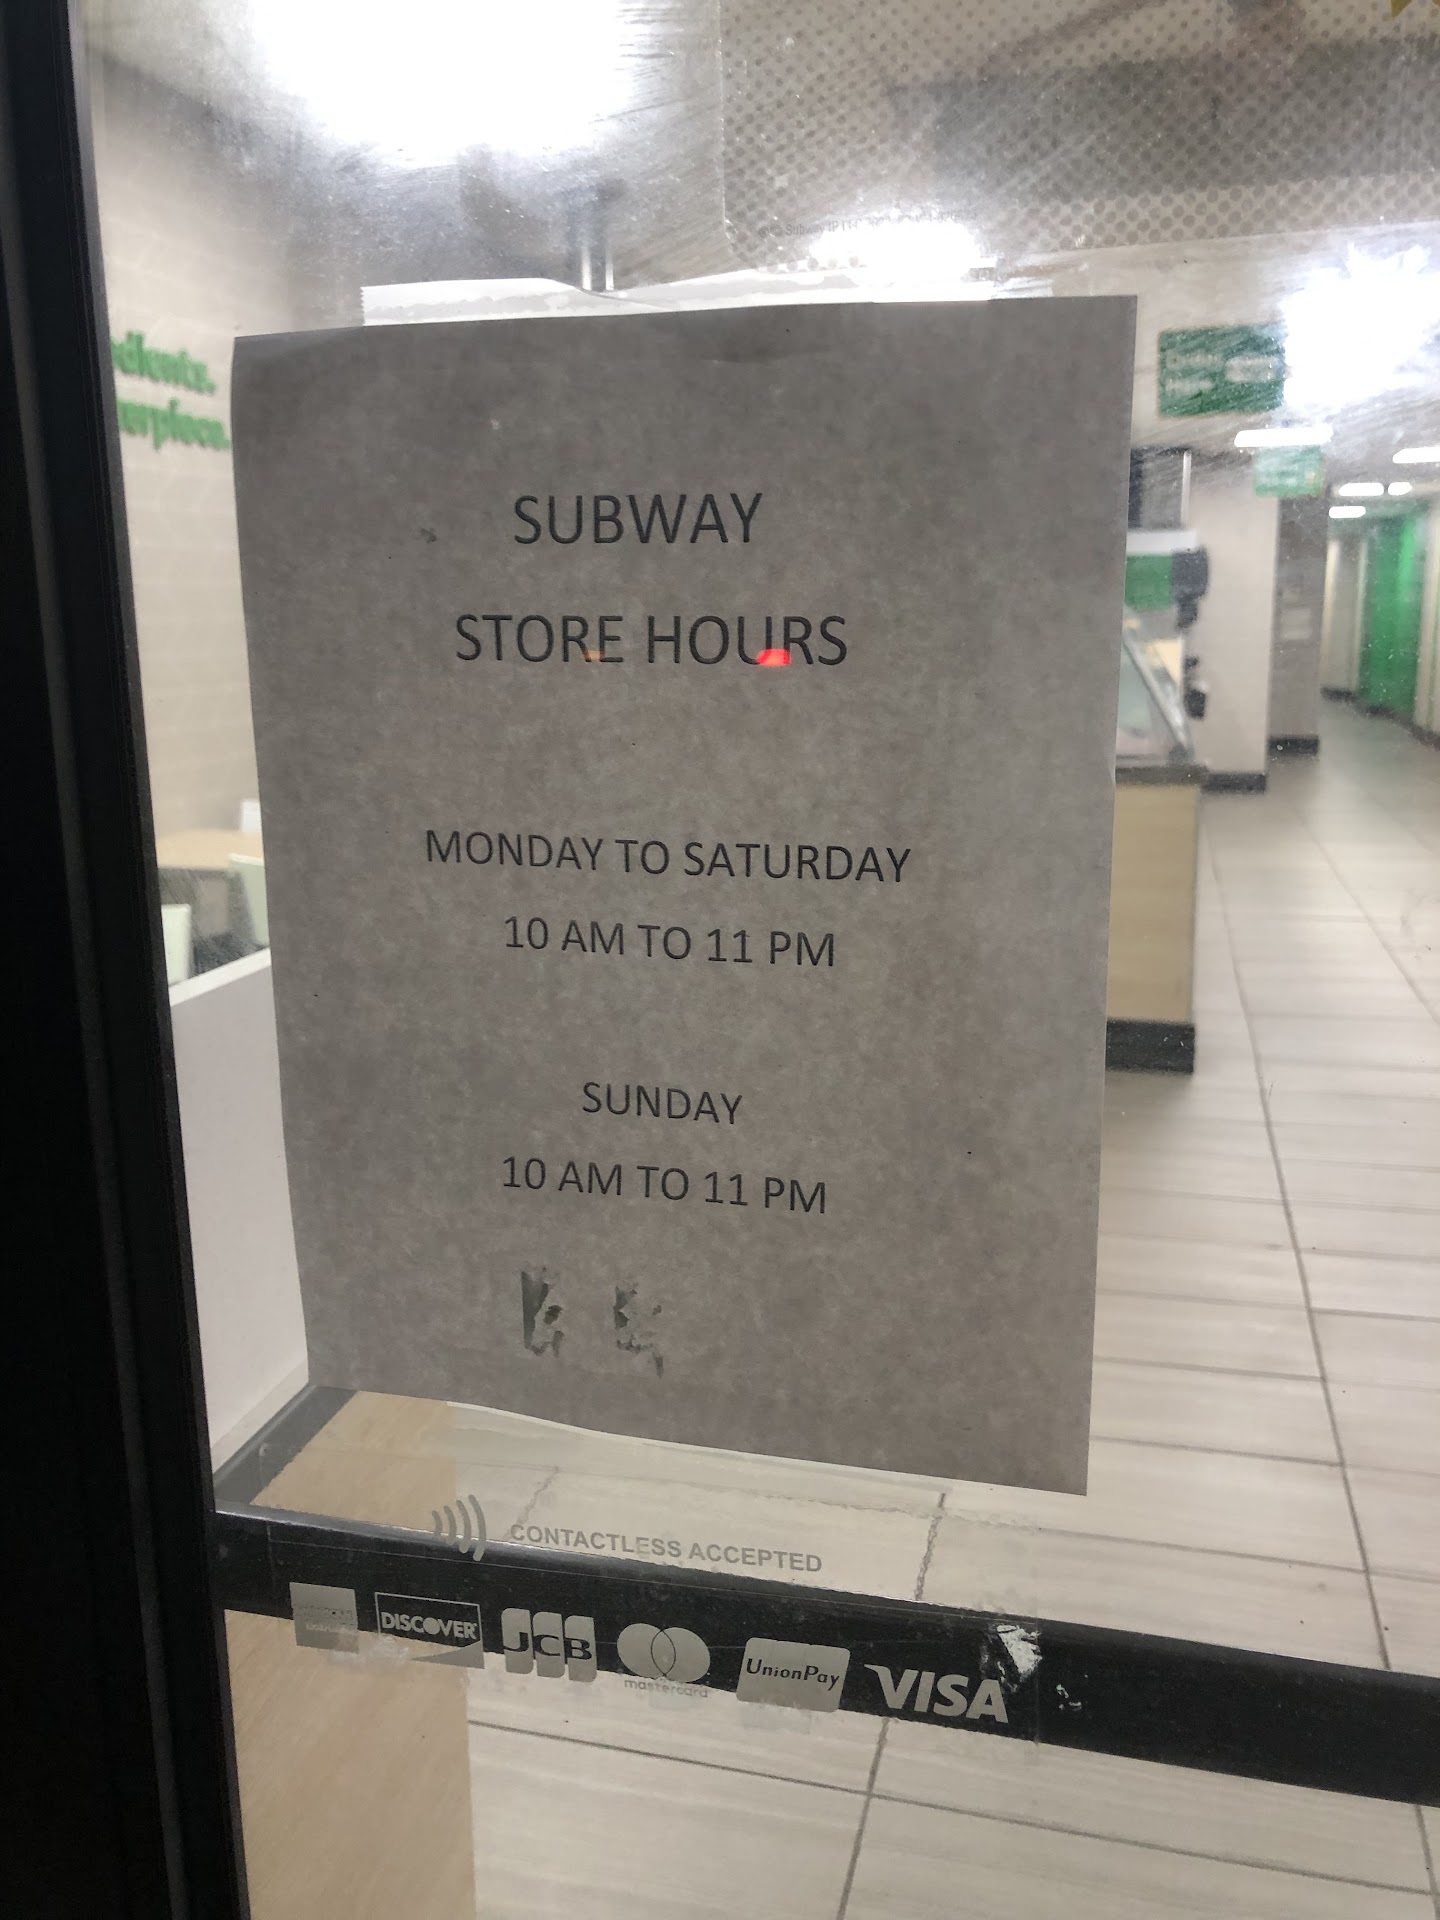 SUBWAY
STORE HOURS
MONDAY TO SATURDAY
10 AM TO 11 PM
SUNDAY
10 AM TO 11 PM
CONTACTLESS ACCEPTED
DISCOVER
JCB
mastercard
UnionPay
VISA